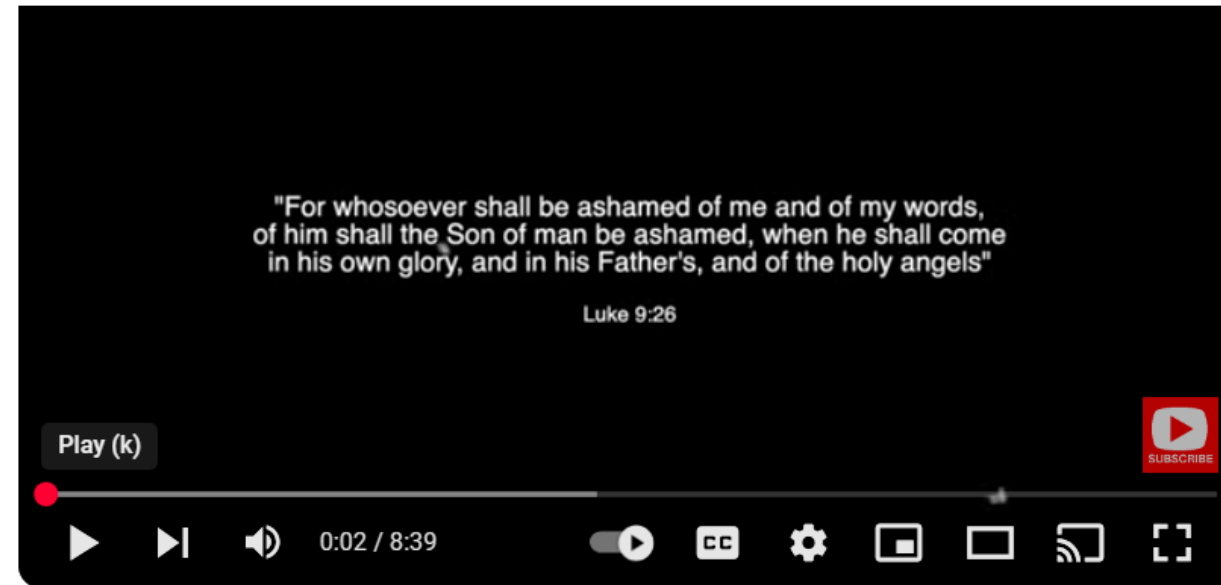 "For whosoever shall be ashamed of me and of my words,
of him shall the Son of man be ashamed, when he shall come
in his own glory, and in his Father's, and of the holy angels"
Luke 9:26
SUBSCRIBE
Play (k)
0:02 / 8:39
CC